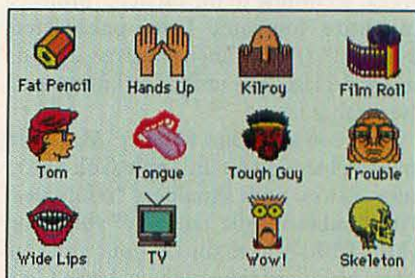 Fat Pencil Hands Up Kilroy Film Roll
Tom Tongue Tough Guy Trouble
Wide Lips TV Wow! Skeleton